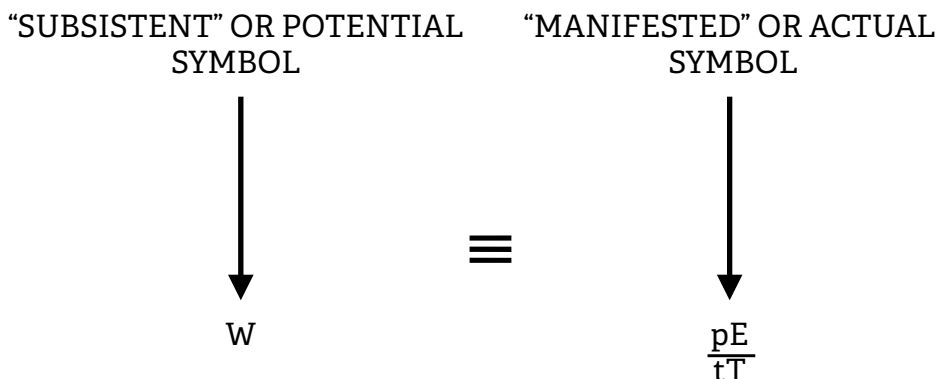 “SUBSISTENT” OR POTENTIAL
SYMBOL
“MANIFESTED” OR ACTUAL
SYMBOL
≡
W
pE
tT